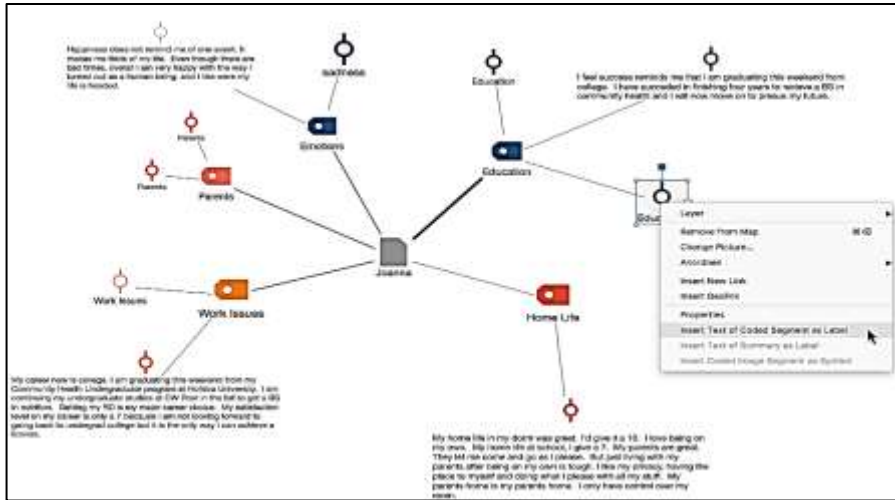 Happiness does not remind me of one event. It
makes me think of my life. Even though there are
bad times, overall I am very happy with the way I
turned out as a human being, and I like were my
life is headed.
sadness
Education
I feel success reminds me that I am graduating this weekend from
college. I have succeeded in finishing four years to recieve a BS in
community health and I will now move on to pursue my future.
Parents
Emotions
Education
Parents
Parents
Educ
Joanna
Work Issues
Work Issues
Home Life
Layer
Remove from Map
Change Picture...
Insert New Link
Insert Geolink
Properties
Insert Text of Coded Segment as Label
Insert Text of Summary as Label
Insert Coded Image Segment as Symbol
My career now is college. I am graduating this weekend from my
Community Health Undergraduate program at Hofstra University. I am
continuing my undergraduate studies at CW Post in the fall to get a BS
in nutrition. Getting my RD is my major career choice. My satisfaction
level on my career is only a 7 because I am not looking forward to
going back to undergrad college but it is the only way I can achieve a
My home life in my dorm was great. I'd give it a 10. I love being on
my own. My home life at school, I give a 7. My parents are great.
They let me come and go as I please. But just living with my
parents after being on my own is tough. I like my privacy, having the
place to myself and doing what I please with all my stuff. My
parents home is my parents home. I only have control over my
room.